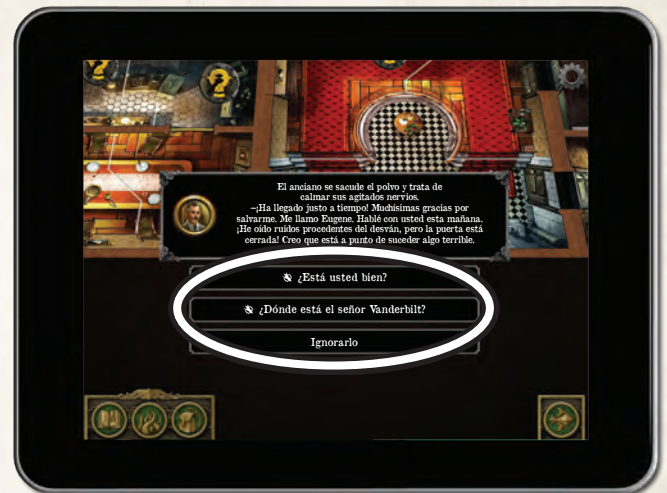 El anciano se sacude el polvo y trata de
calmar sus agitados nervios.
–¡Ha llegado justo a tiempo! Muchísimas gracias por
salvarme. Me llamo Eugene. Hablé con usted esta mañana.
¡He oído ruidos procedentes del desván, pero la puerta está
cerrada! Creo que está a punto de suceder algo terrible.
¿Está usted bien?
¿Dónde está el señor Vanderbilt?
Ignorarlo